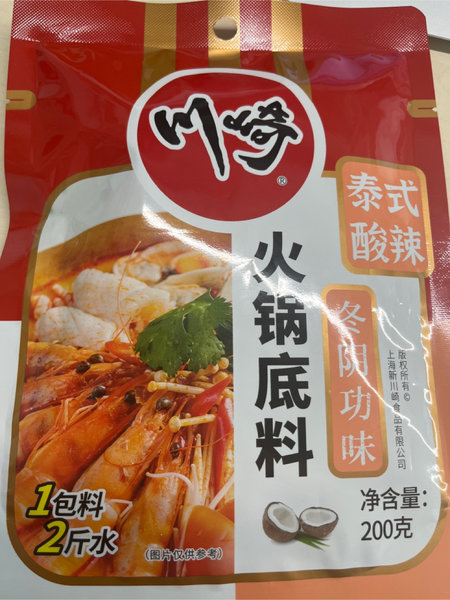 川崎
®
泰式
酸辣
火锅底料
冬阴功味
版权所有©
上海新川崎食品有限公司
1包料
2斤水
(图片仅供参考)
净含量:
200克